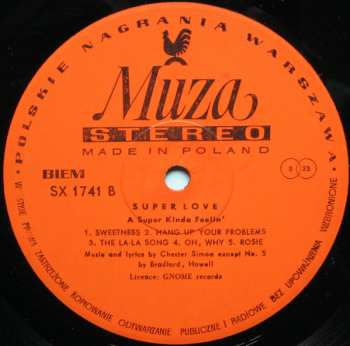 • POLSKIE NAGRANIA WARSZAWA •
Muza
STEREO
MADE IN POLAND
BIEM
SX 1741 B
3 33
SUPER LOVE
A Super Kinda Feelin'
1. SWEETNESS 2. HANG UP YOUR PROBLEMS
3. THE LA-LA SONG 4. OH, WHY 5. ROSIE
Music and lyrics by Chester Simon except No. 5
by Bradford, Howell
Licence: GNOME records
ZASTRZEŻONE KOPIOWANIE ODTWARZANIE PUBLICZNE I RADIOWE BEZ UPOWAŻNIENIA WZBRONIONE